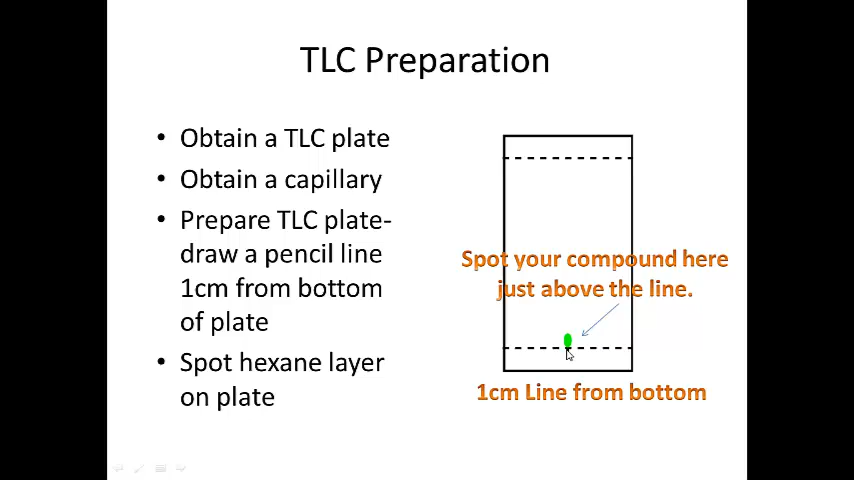 TLC Preparation
• Obtain a TLC plate
• Obtain a capillary
• Prepare TLC plate-
draw a pencil line
1cm from bottom
of plate
• Spot hexane layer
on plate
Spot your compound here
just above the line.
1cm Line from bottom